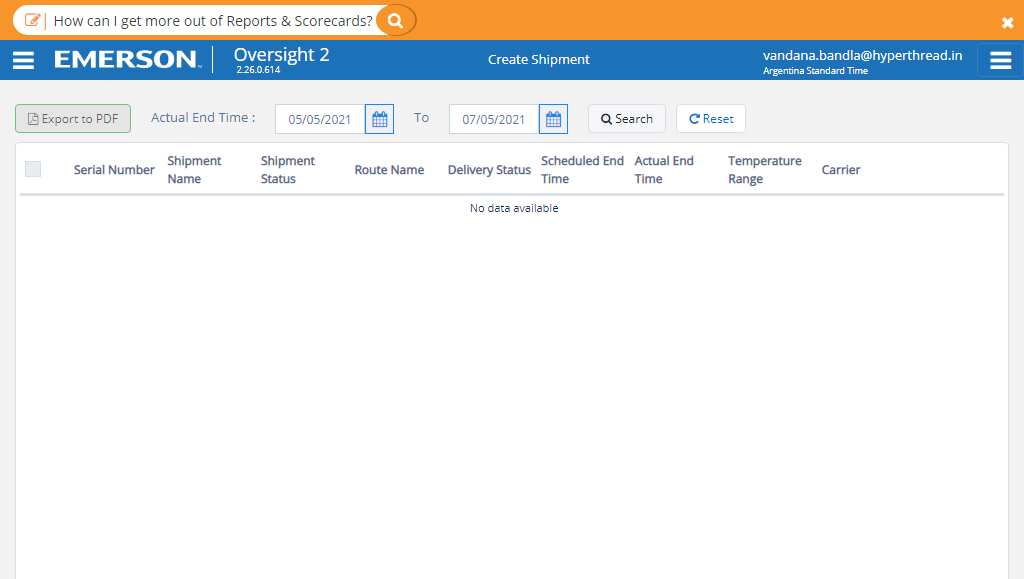 How can I get more out of Reports & Scorecards?
EMERSON™
Oversight 2
2.26.0.614
Create Shipment
vandana.bandla@hyperthread.in
Argentina Standard Time
Export to PDF
Actual End Time :
05/05/2021
To
07/05/2021
Search
Reset
Serial Number
Shipment
Name
Shipment
Status
Route Name
Delivery Status
Scheduled End
Time
Actual End
Time
Temperature
Range
Carrier
No data available